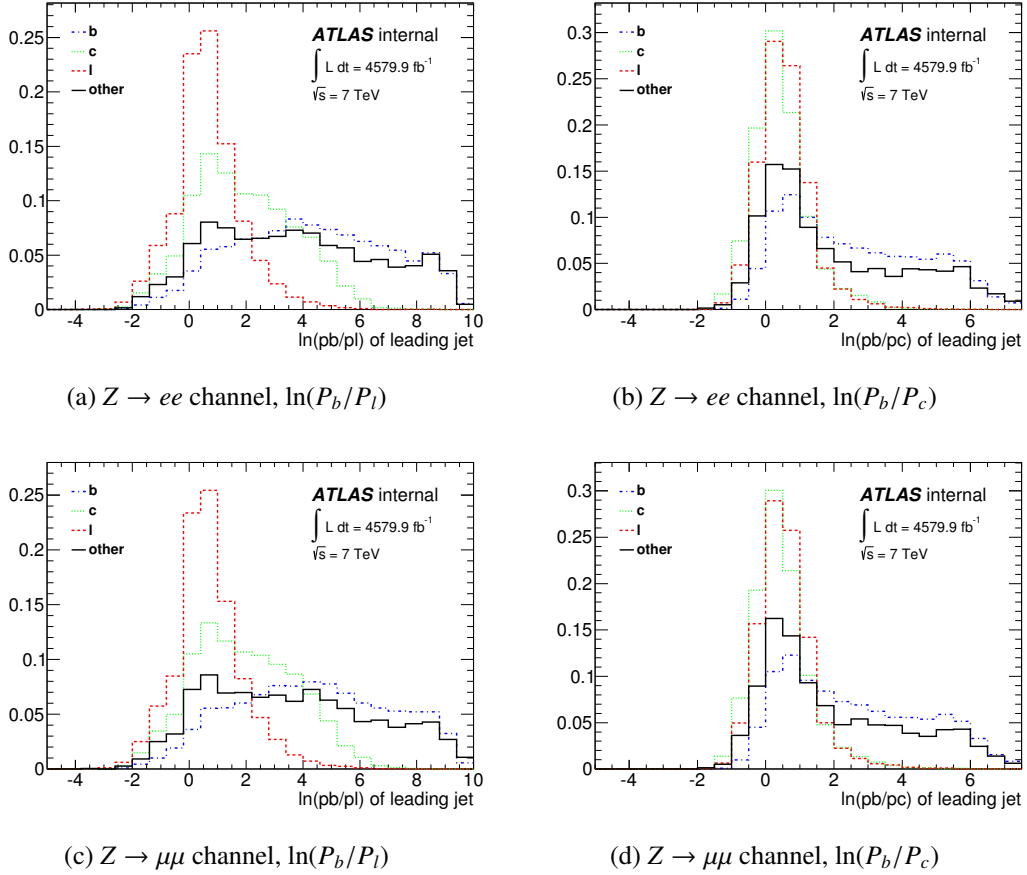 0.25
0.2
0.15
0.1
0.05
0
-4 -2 0 2 4 6 8 10
ln(pb/pl) of leading jet
b
c
l
other
ATLAS internal
∫ L dt = 4579.9 fb⁻¹
√s = 7 TeV
(a) Z → ee channel, ln(P_b/P_l)
0.3
0.25
0.2
0.15
0.1
0.05
0
-4 -2 0 2 4 6
ln(pb/pc) of leading jet
b
c
l
other
ATLAS internal
∫ L dt = 4579.9 fb⁻¹
√s = 7 TeV
(b) Z → ee channel, ln(P_b/P_c)
0.25
0.2
0.15
0.1
0.05
0
-4 -2 0 2 4 6 8 10
ln(pb/pl) of leading jet
b
c
l
other
ATLAS internal
∫ L dt = 4579.9 fb⁻¹
√s = 7 TeV
(c) Z → μμ channel, ln(P_b/P_l)
0.3
0.25
0.2
0.15
0.1
0.05
0
-4 -2 0 2 4 6
ln(pb/pc) of leading jet
b
c
l
other
ATLAS internal
∫ L dt = 4579.9 fb⁻¹
√s = 7 TeV
(d) Z → μμ channel, ln(P_b/P_c)